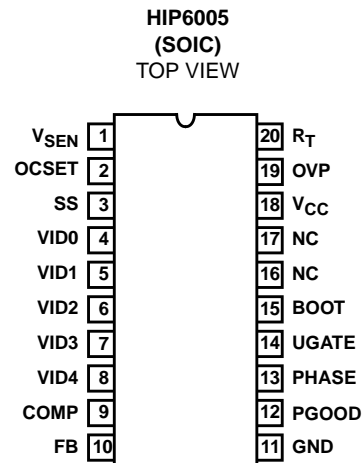 HIP6005
(SOIC)
TOP VIEW
VSEN 1 20 RT
OCSET 2 19 OVP
SS 3 18 VCC
VID0 4 17 NC
VID1 5 16 NC
VID2 6 15 BOOT
VID3 7 14 UGATE
VID4 8 13 PHASE
COMP 9 12 PGOOD
FB 10 11 GND